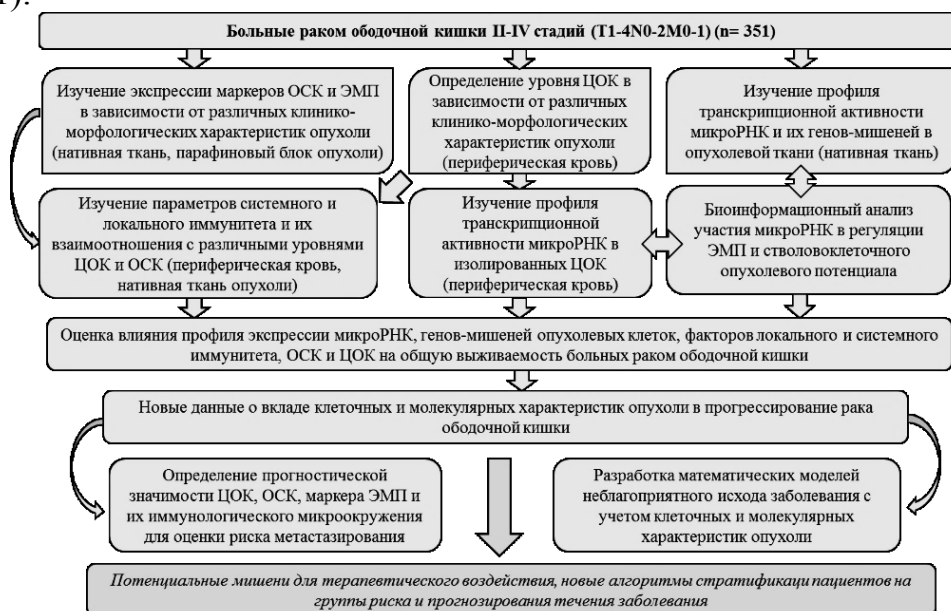 Больные раком ободочной кишки II-IV стадий (T1-4N0-2M0-1) (n= 351)
Изучение экспрессии маркеров ОСК и ЭМП
в зависимости от различных клинико-
морфологических характеристик опухоли
(нативная ткань, парафиновый блок опухоли)
Определение уровня ЦОК в
зависимости от различных
клинико-морфологических
характеристик опухоли
(периферическая кровь)
Изучение профиля
транскрипционной активности
микроРНК и их генов-мишеней в
опухолевой ткани (нативная ткань)
Изучение параметров системного и
локального иммунитета и их
взаимоотношения с различными уровнями
ЦОК и ОСК (периферическая кровь,
нативная ткань опухоли)
Изучение профиля
транскрипционной
активности микроРНК в
изолированных ЦОК
(периферическая кровь)
Биоинформационный анализ
участия микроРНК в регуляции
ЭМП и стволовоклеточного
опухолевого потенциала
Оценка влияния профиля экспрессии микроРНК, генов-мишеней опухолевых клеток, факторов локального и системного
иммунитета, ОСК и ЦОК на общую выживаемость больных раком ободочной кишки
Новые данные о вкладе клеточных и молекулярных характеристик опухоли в прогрессирование рака
ободочной кишки
Определение прогностической
значимости ЦОК, ОСК, маркера ЭМП и
их иммунологического микроокружения
для оценки риска метастазирования
Разработка математических моделей
неблагоприятного исхода заболевания с
учетом клеточных и молекулярных
характеристик опухоли
Потенциальные мишени для терапевтического воздействия, новые алгоритмы стратификаци пациентов на
группы риска и прогнозирования течения заболевания